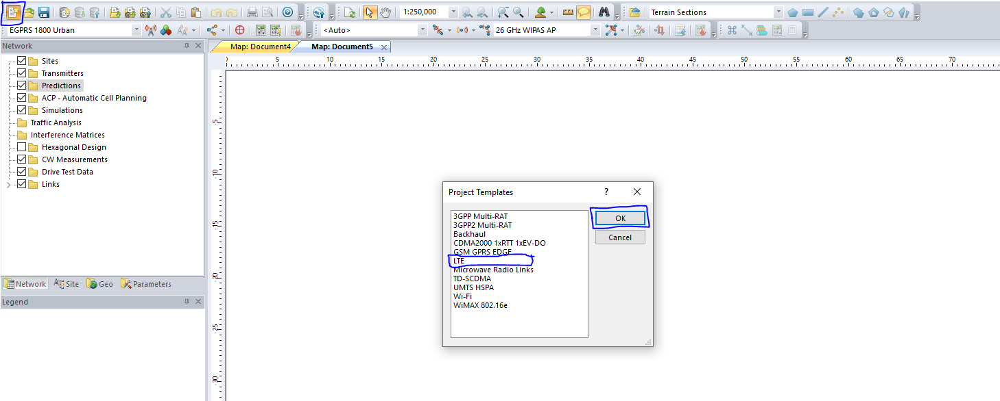 1:250,000
Terrain Sections
EGPRS 1800 Urban
<Auto>
26 GHz WIPAS AP
Network
Map: Document4
Map: Document5
0 5 10 15 20 25 30 35 40 45 50 55 60 65 70
Sites
Transmitters
Predictions
ACP - Automatic Cell Planning
Simulations
Traffic Analysis
Interference Matrices
Hexagonal Design
CW Measurements
Drive Test Data
Links
Network
Site
Geo
Parameters
Legend
-5
-10
-15
-20
-25
-30
Project Templates
?
3GPP Multi-RAT
3GPP2 Multi-RAT
Backhaul
CDMA2000 1xRTT 1xEV-DO
GSM GPRS EDGE
LTE
Microwave Radio Links
TD-SCDMA
UMTS HSPA
Wi-Fi
WiMAX 802.16e
OK
Cancel